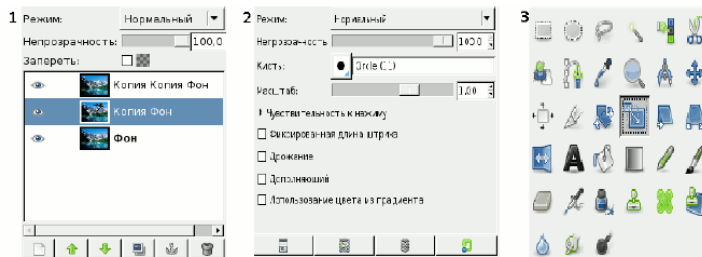 1
Режим: Нормальный
Непрозрачность: 100,0
Запереть:
Копия Копия Фон
Копия Фон
Фон
2
Режим: Нормальный
Непрозрачность 100,0
Кисть: Circle (11)
Масштаб: 1,00
Чувствительность к нажиму
Фиксированная длина штриха
Дрожание
Дополняющий
Использование цвета из градиента
3